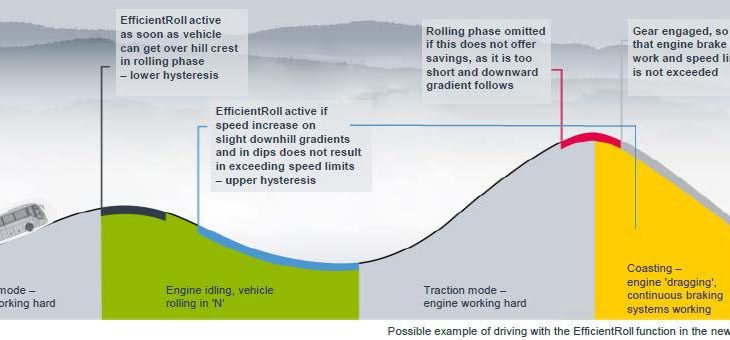 EfficientRoll active
as soon as vehicle
can get over hill crest
in rolling phase
– lower hysteresis
EfficientRoll active if
speed increase on
slight downhill gradients
and in dips does not result
in exceeding speed limits
– upper hysteresis
Rolling phase omitted
if this does not offer
savings, as it is too
short and downward
gradient follows
Gear engaged, so
that engine brake
work and speed li
is not exceeded
mode –
orking hard
Engine idling, vehicle
rolling in 'N'
Traction mode –
engine working hard
Coasting –
engine 'dragging',
continuous braking
systems working
Possible example of driving with the EfficientRoll function in the new